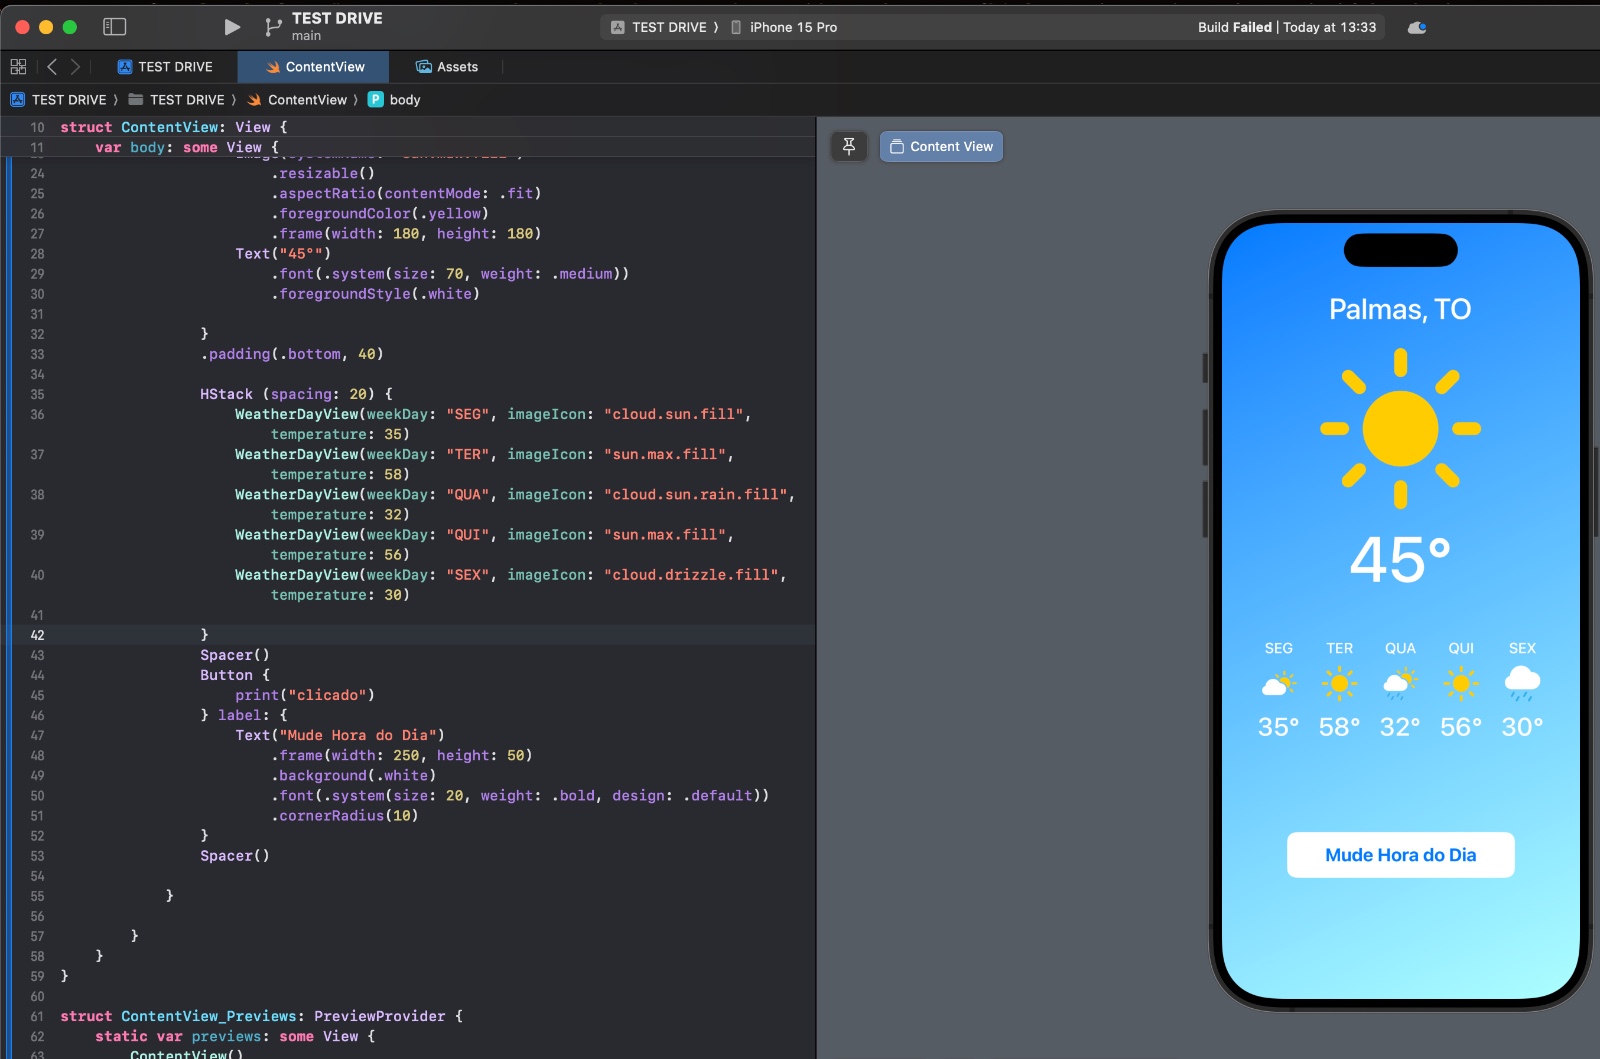 TEST DRIVE
main
TEST DRIVE 〉 iPhone 15 Pro
Build Failed | Today at 13:33
TEST DRIVE
ContentView
Assets
TEST DRIVE 〉 TEST DRIVE 〉 ContentView 〉 P body
10 struct ContentView: View {
11 var body: some View {
24 .resizable()
25 .aspectRatio(contentMode: .fit)
26 .foregroundColor(.yellow)
27 .frame(width: 180, height: 180)
28 Text("45°")
29 .font(.system(size: 70, weight: .medium))
30 .foregroundStyle(.white)
31
32 }
33 .padding(.bottom, 40)
34
35 HStack (spacing: 20) {
36 WeatherDayView(weekDay: "SEG", imageIcon: "cloud.sun.fill",
temperature: 35)
37 WeatherDayView(weekDay: "TER", imageIcon: "sun.max.fill",
temperature: 58)
38 WeatherDayView(weekDay: "QUA", imageIcon: "cloud.sun.rain.fill",
temperature: 32)
39 WeatherDayView(weekDay: "QUI", imageIcon: "sun.max.fill",
temperature: 56)
40 WeatherDayView(weekDay: "SEX", imageIcon: "cloud.drizzle.fill",
temperature: 30)
41
42 }
43 Spacer()
44 Button {
45 print("clicado")
46 } label: {
47 Text("Mude Hora do Dia")
48 .frame(width: 250, height: 50)
49 .background(.white)
50 .font(.system(size: 20, weight: .bold, design: .default))
51 .cornerRadius(10)
52 }
53 Spacer()
54
55 }
56
57 }
58 }
59 }
60
61 struct ContentView_Previews: PreviewProvider {
62 static var previews: some View {
63 ContentView()
Content View
Palmas, TO
45°
SEG TER QUA QUI SEX
35° 58° 32° 56° 30°
Mude Hora do Dia